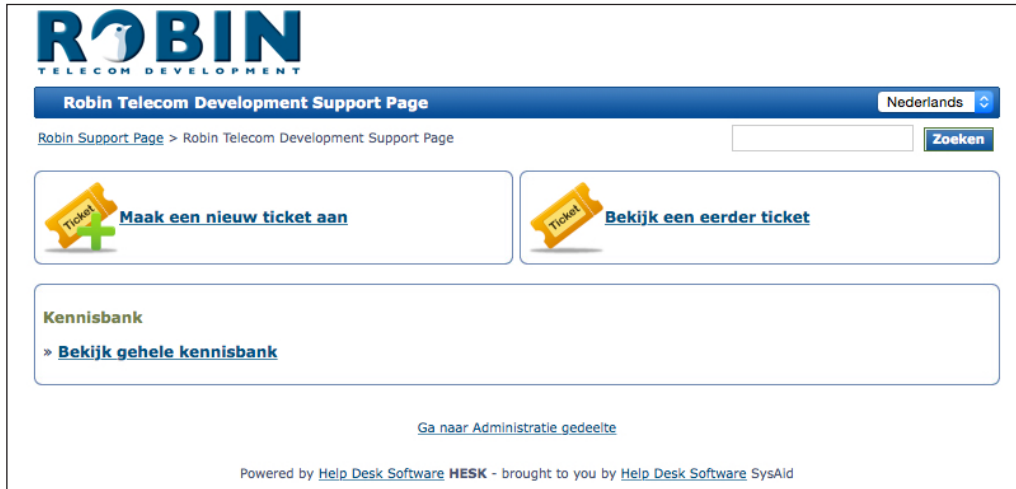 ROBIN
TELECOM DEVELOPMENT
Robin Telecom Development Support Page
Nederlands
Robin Support Page > Robin Telecom Development Support Page
Zoeken
Ticket
Maak een nieuw ticket aan
Ticket
Bekijk een eerder ticket
Kennisbank
» Bekijk gehele kennisbank
Ga naar Administratie gedeelte
Powered by Help Desk Software HESK - brought to you by Help Desk Software SysAid